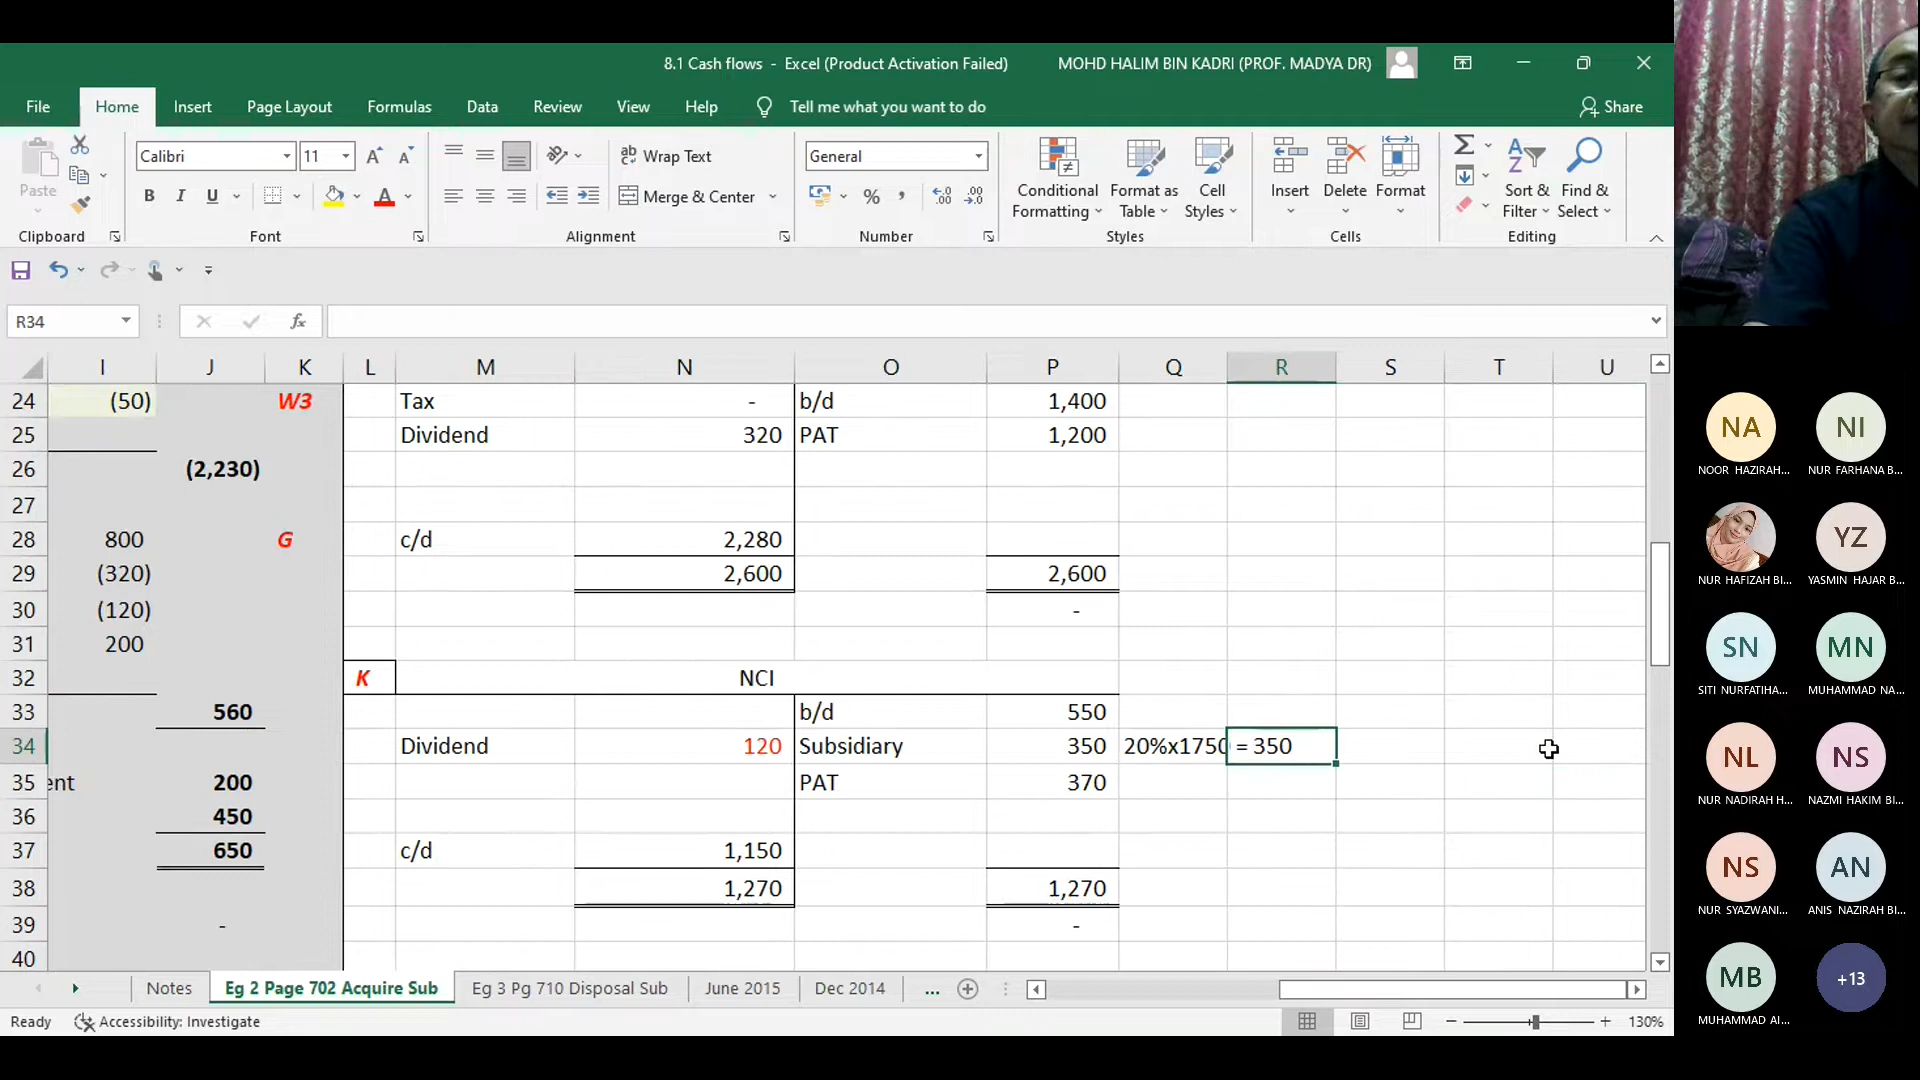 8.1 Cash flows - Excel (Product Activation Failed) MOHD HALIM BIN KADRI (PROF. MADYA DR)
File Home Insert Page Layout Formulas Data Review View Help Tell me what you want to do Share
Calibri 11 Wrap Text General
Paste
B I U Merge & Center % , Conditional Formatting Format as Table Cell Styles Insert Delete Format Sort & Filter Find & Select
Clipboard Font Alignment Number Styles Cells Editing
R34 fx
I J K L M N O P Q R S T U
24 (50) W3 Tax - b/d 1,400
25 Dividend 320 PAT 1,200
26 (2,230)
27
28 800 G c/d 2,280
29 (320) 2,600 2,600
30 (120) -
31 200
32 K NCI
33 560 b/d 550
34 Dividend 120 Subsidiary 350 20%x1750 = 350
35 ent 200 PAT 370
36 450
37 650 c/d 1,150
38 1,270 1,270
39 - -
40
Notes Eg 2 Page 702 Acquire Sub Eg 3 Pg 710 Disposal Sub June 2015 Dec 2014 ...
Ready Accessibility: Investigate 130%
NA NI
NOOR HAZIRAH... NUR FARHANA B...
YZ
NUR HAFIZAH BI... YASMIN HAJAR B...
SN MN
SITI NURFATIHA... MUHAMMAD NA...
NL NS
NUR NADIRAH H... NAZMI HAKIM BI...
NS AN
NUR SYAZWANI... ANIS NAZIRAH BI...
MB +13
MUHAMMAD AI...